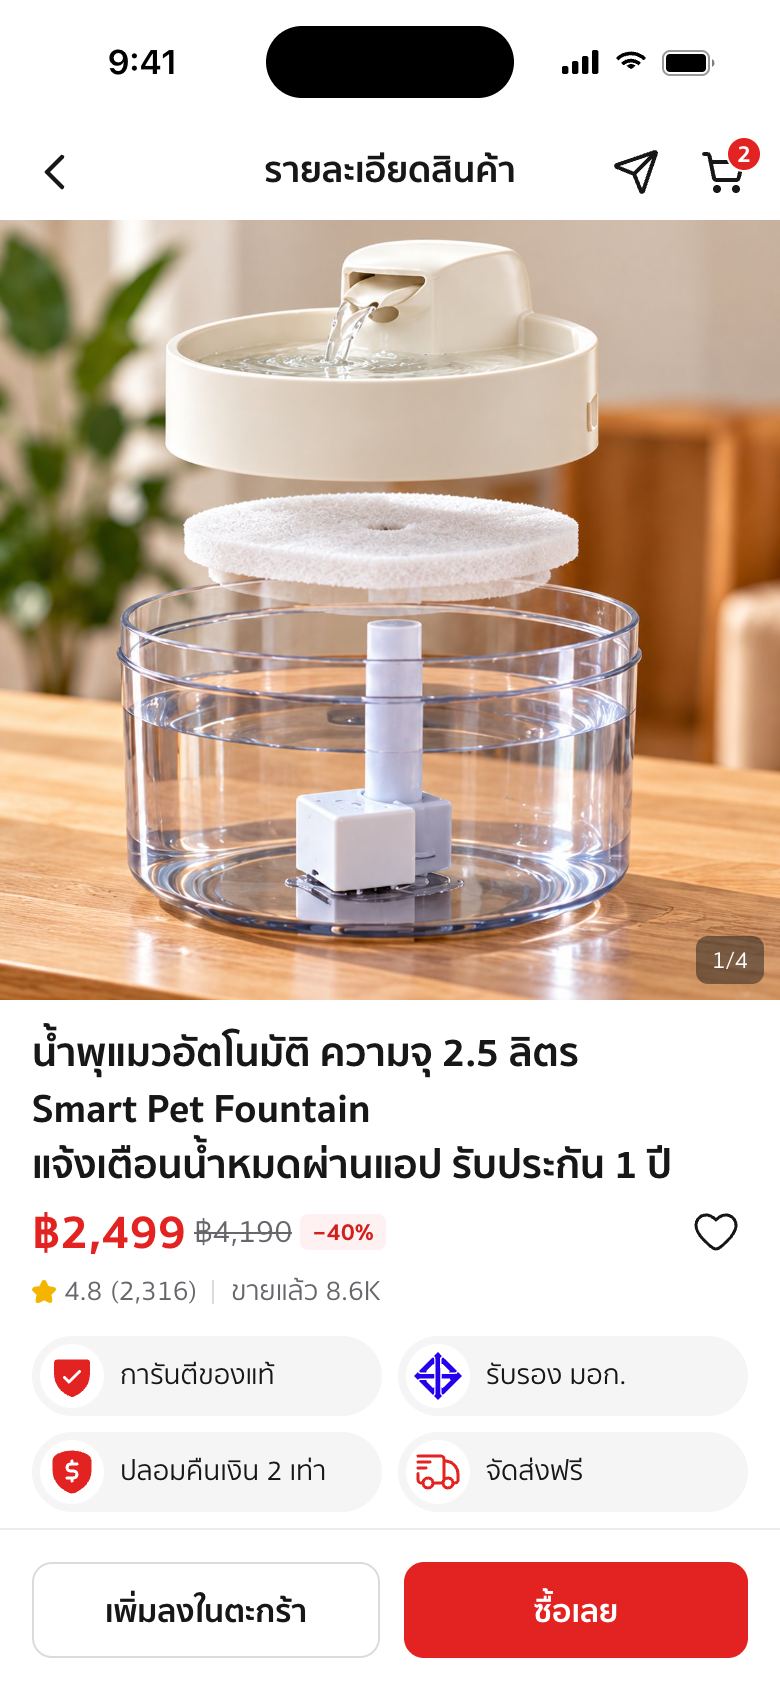 9:41
รายละเอียดสินค้า
2
1/4
น้ำพุแมวอัตโนมัติ ความจุ 2.5 ลิตร
Smart Pet Fountain
แจ้งเตือนน้ำหมดผ่านแอป รับประกัน 1 ปี
฿2,499 ฿4,190 −40%
4.8 (2,316) ขายแล้ว 8.6K
การันตีของแท้
รับรอง มอก.
ปลอมคืนเงิน 2 เท่า
จัดส่งฟรี
เพิ่มลงในตะกร้า
ซื้อเลย